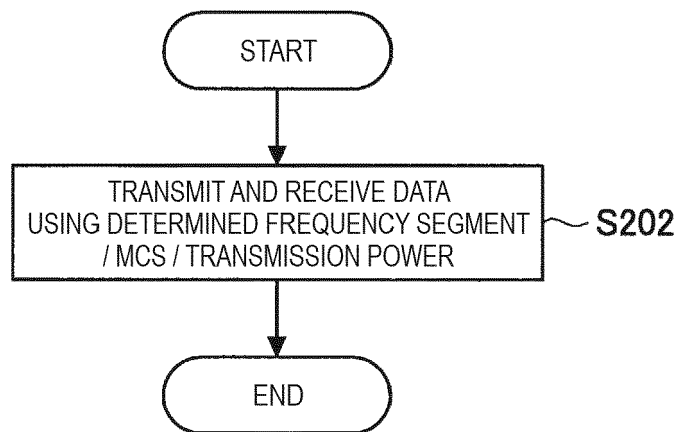 START
TRANSMIT AND RECEIVE DATA
USING DETERMINED FREQUENCY SEGMENT
/ MCS / TRANSMISSION POWER
S202
END